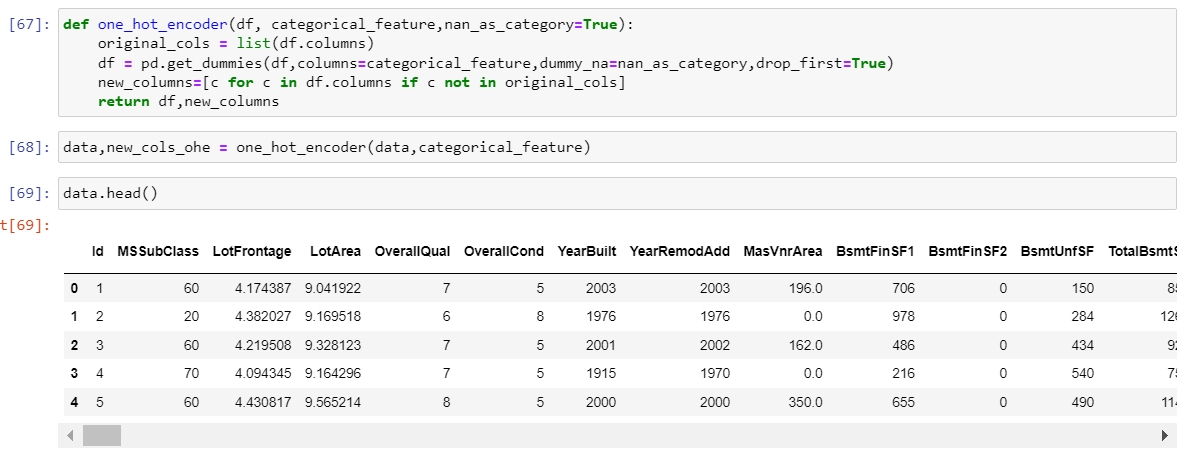 [67]: def one_hot_encoder(df, categorical_feature,nan_as_category=True):
original_cols = list(df.columns)
df = pd.get_dummies(df,columns=categorical_feature,dummy_na=nan_as_category,drop_first=True)
new_columns=[c for c in df.columns if c not in original_cols]
return df,new_columns
[68]: data,new_cols_ohe = one_hot_encoder(data,categorical_feature)
[69]: data.head()
t[69]:
Id MSSubClass LotFrontage LotArea OverallQual OverallCond YearBuilt YearRemodAdd MasVnrArea BsmtFinSF1 BsmtFinSF2 BsmtUnfSF TotalBsmtS
0 1 60 4.174387 9.041922 7 5 2003 2003 196.0 706 0 150 85
1 2 20 4.382027 9.169518 6 8 1976 1976 0.0 978 0 284 126
2 3 60 4.219508 9.328123 7 5 2001 2002 162.0 486 0 434 92
3 4 70 4.094345 9.164296 7 5 1915 1970 0.0 216 0 540 75
4 5 60 4.430817 9.565214 8 5 2000 2000 350.0 655 0 490 114